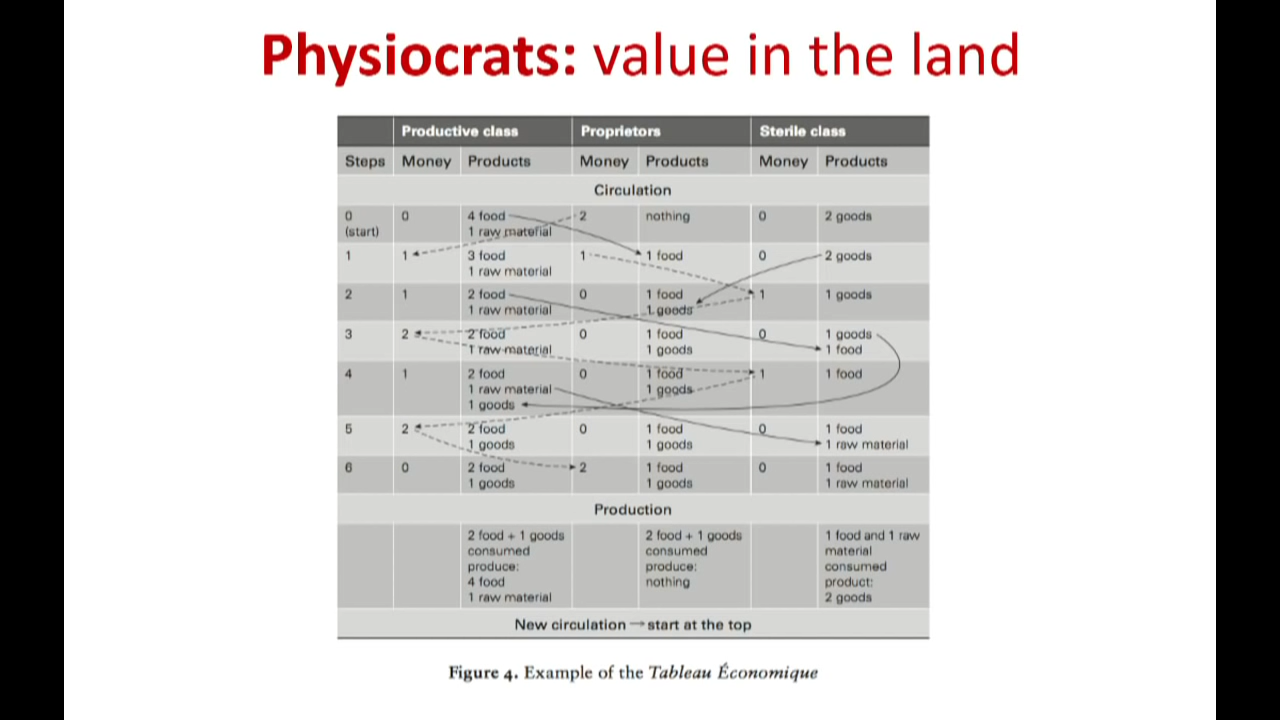 Physiocrats: value in the land
Productive class Proprietors Sterile class
Steps Money Products Money Products Money Products
Circulation
0 0 4 food 2 nothing 0 2 goods
(start) 1 raw material
1 1 3 food 1 1 food 0 2 goods
1 raw material
2 1 2 food 0 1 food 1 1 goods
1 raw material 1 goods
3 2 2 food 0 1 food 0 1 goods
1 raw material 1 goods 1 food
4 1 2 food 0 1 food 1 1 food
1 raw material 1 goods
1 goods
5 2 2 food 0 1 food 0 1 food
1 goods 1 goods 1 raw material
6 0 2 food 2 1 food 0 1 food
1 goods 1 goods 1 raw material
Production
2 food + 1 goods 2 food + 1 goods 1 food and 1 raw
consumed consumed material
produce: produce: consumed
4 food nothing product:
1 raw material 2 goods
New circulation → start at the top
Figure 4. Example of the Tableau Économique